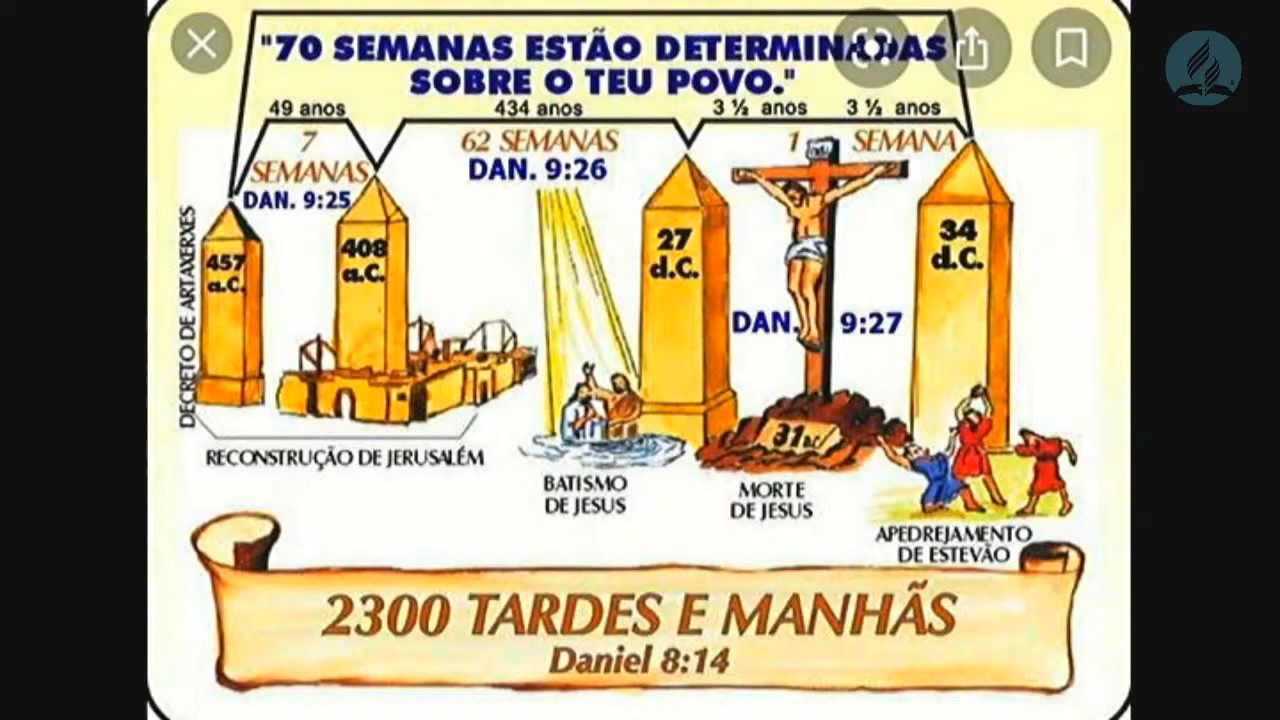 "70 SEMANAS ESTÃO DETERMINADAS
SOBRE O TEU POVO."
49 anos
434 anos
3 ½ anos
3 ½ anos
7
SEMANAS
DAN. 9:25
62 SEMANAS
DAN. 9:26
1 SEMANA
DECRETO DE ARTAXERXES
457
a.C.
408
a.C.
27
d.C.
34
d.C.
DAN. 9:27
31 D.C.
RECONSTRUÇÃO DE JERUSALÉM
BATISMO
DE JESUS
MORTE
DE JESUS
APEDREJAMENTO
DE ESTEVÃO
2300 TARDES E MANHÃS
Daniel 8:14